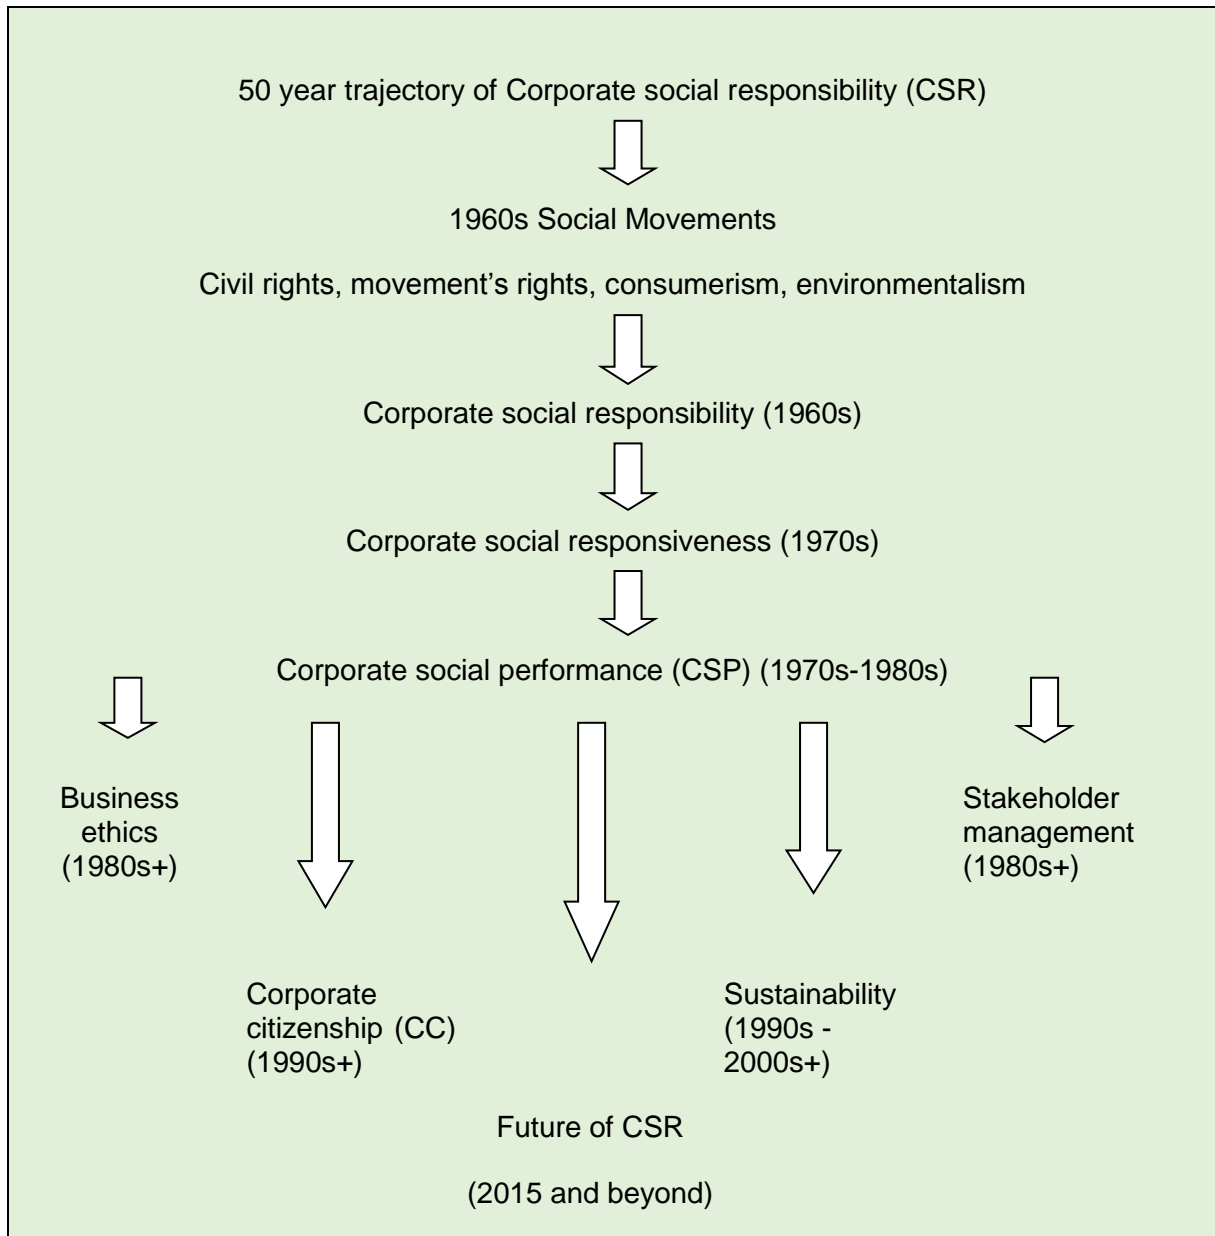 50 year trajectory of Corporate social responsibility (CSR)
1960s Social Movements
Civil rights, movement’s rights, consumerism, environmentalism
Corporate social responsibility (1960s)
Corporate social responsiveness (1970s)
Corporate social performance (CSP) (1970s-1980s)
Business
ethics
(1980s+)
Stakeholder
management
(1980s+)
Corporate
citizenship (CC)
(1990s+)
Sustainability
(1990s -
2000s+)
Future of CSR
(2015 and beyond)